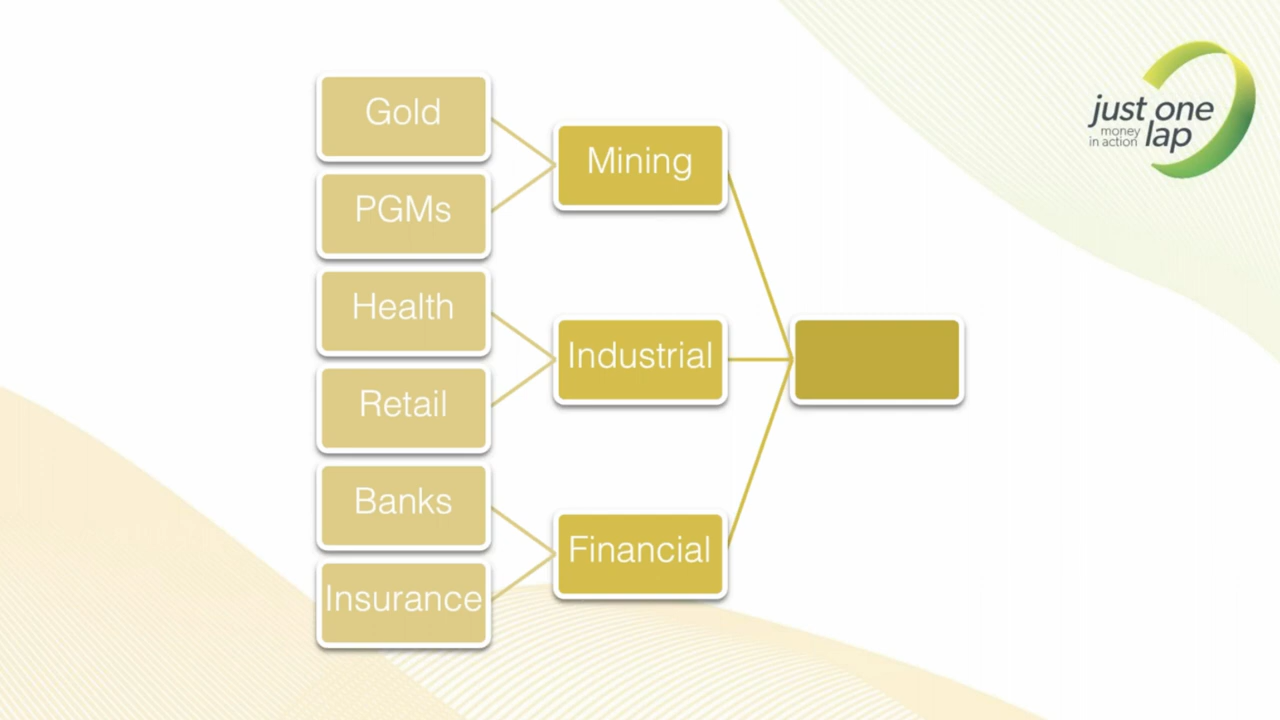 Gold
PGMs
Health
Retail
Banks
Insurance
Mining
Industrial
Financial
just one
money
in action
lap